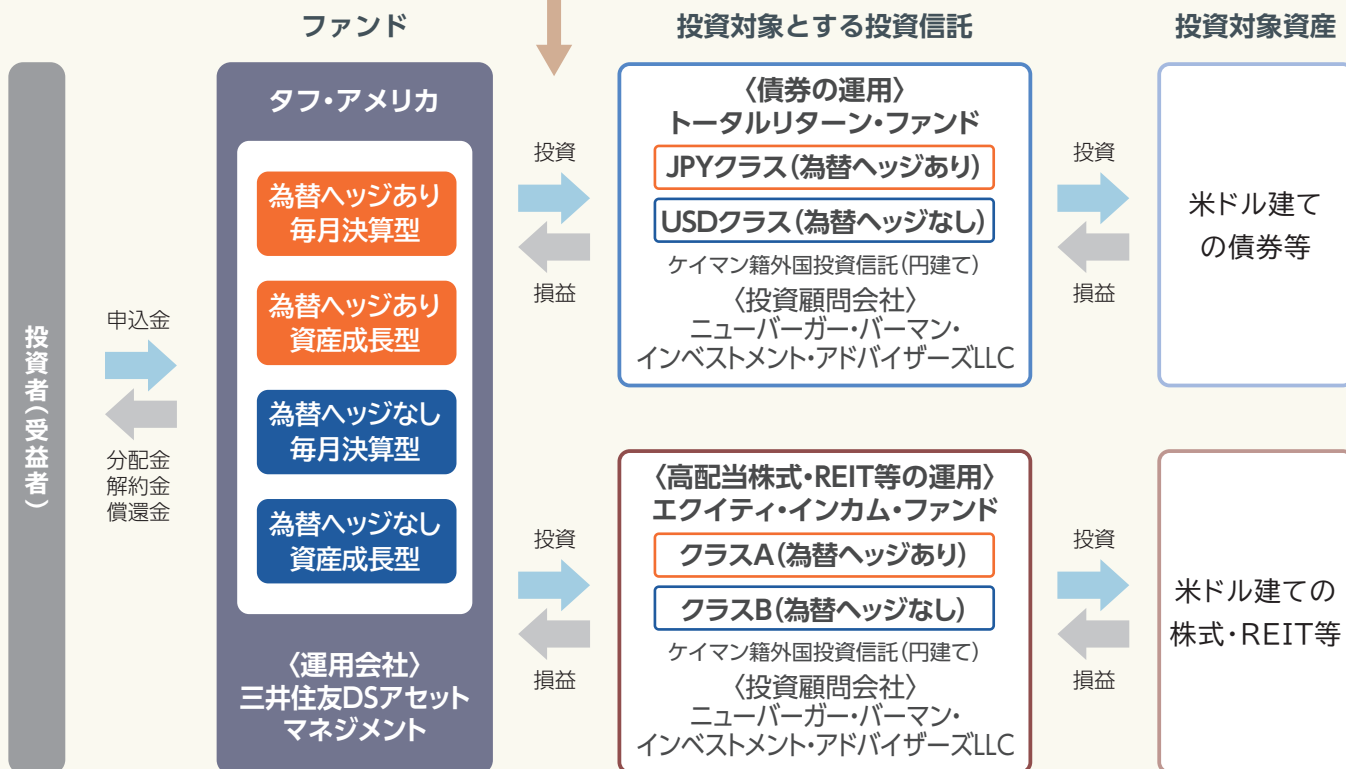 ファンド
投資対象とする投資信託
投資対象資産
投資者(受益者)
申込金
分配金
解約金
償還金
タフ・アメリカ
為替ヘッジあり
毎月決算型
為替ヘッジあり
資産成長型
為替ヘッジなし
毎月決算型
為替ヘッジなし
資産成長型
〈運用会社〉
三井住友DSアセット
マネジメント
投資
損益
〈債券の運用〉
トータルリターン・ファンド
JPYクラス(為替ヘッジあり)
USDクラス(為替ヘッジなし)
ケイマン籍外国投資信託(円建て)
〈投資顧問会社〉
ニューバーガー・バーマン・
インベストメント・アドバイザーズLLC
投資
損益
米ドル建て
の債券等
投資
損益
〈高配当株式・REIT等の運用〉
エクイティ・インカム・ファンド
クラスA(為替ヘッジあり)
クラスB(為替ヘッジなし)
ケイマン籍外国投資信託(円建て)
〈投資顧問会社〉
ニューバーガー・バーマン・
インベストメント・アドバイザーズLLC
投資
損益
米ドル建ての
株式・REIT等